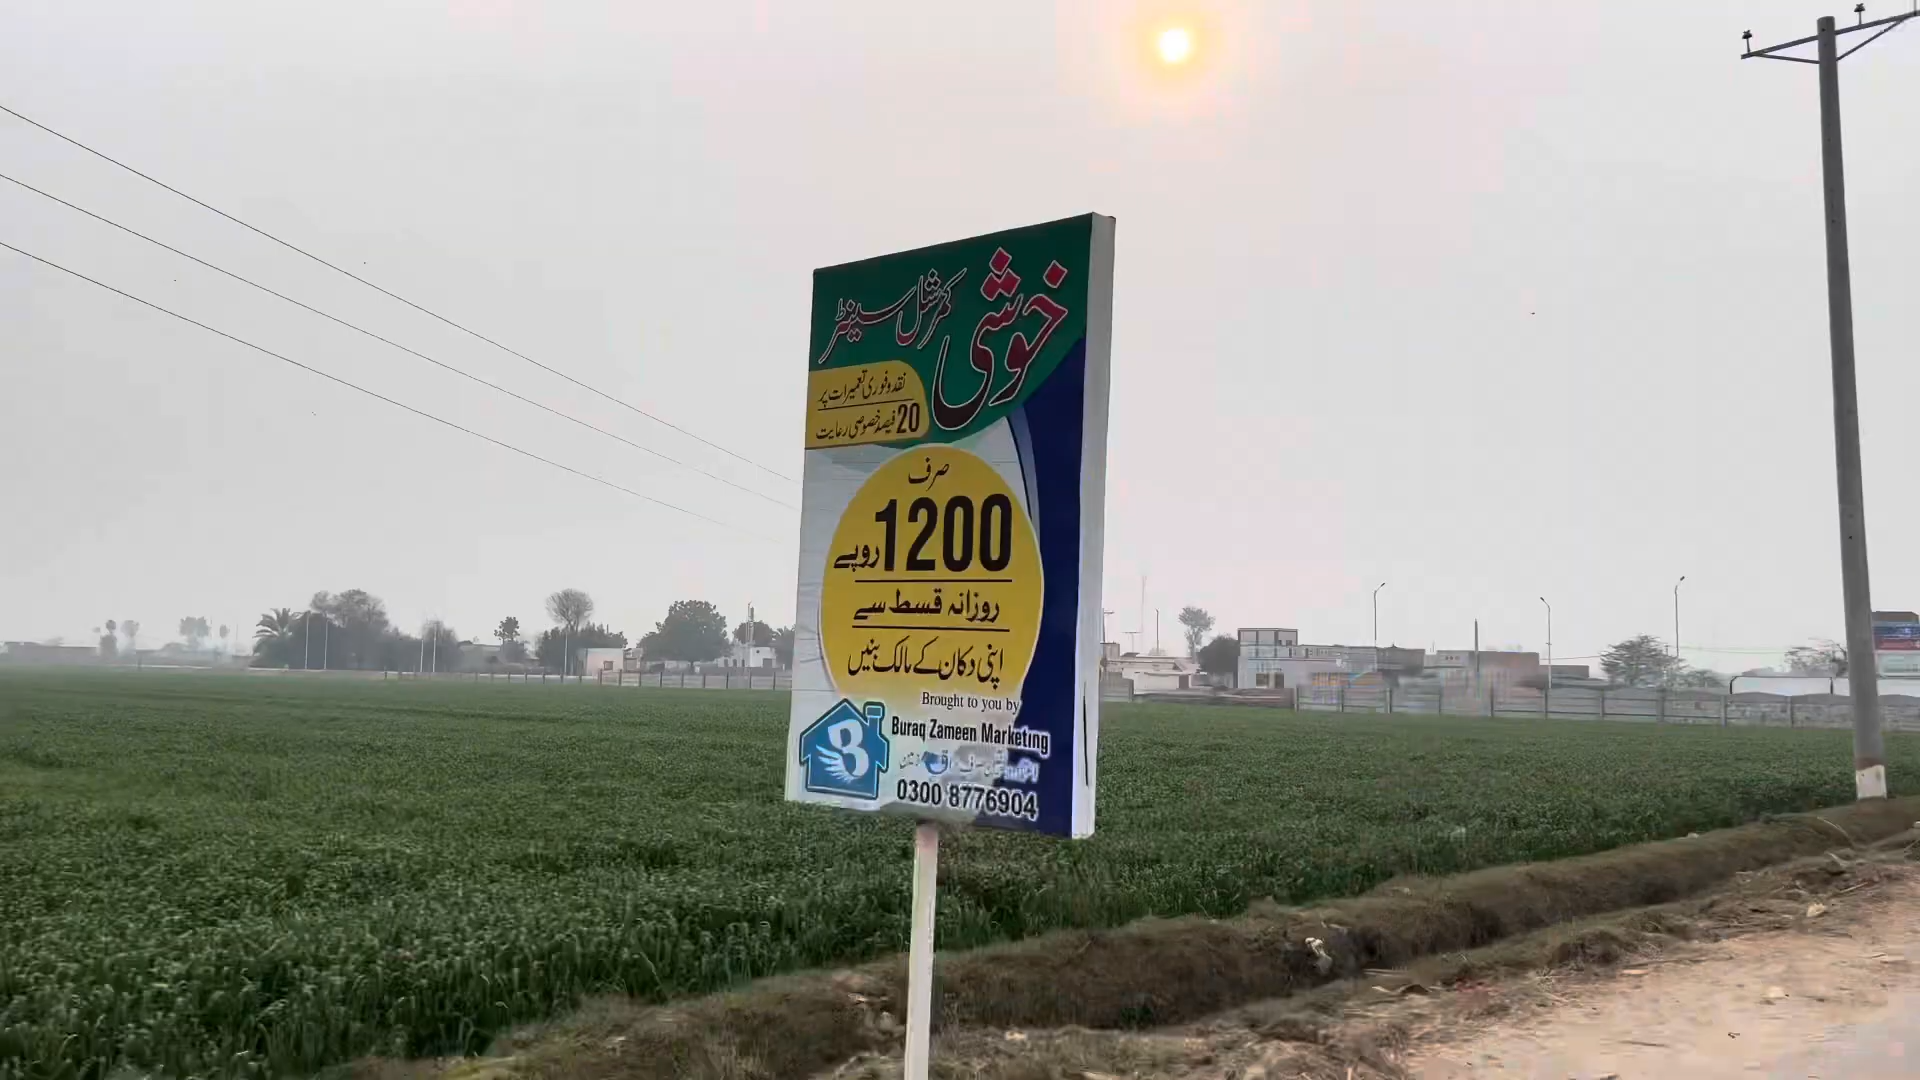 خوشی کمرشل سینٹر
نقد و فوری تعمیرات پر
20 فیصد خصوصی رعایت
صرف
1200 روپے
روزانہ قسط سے
اپنی دکان کے مالک بنیں
Brought to you by
B
Buraq Zameen Marketing
0300 8776904